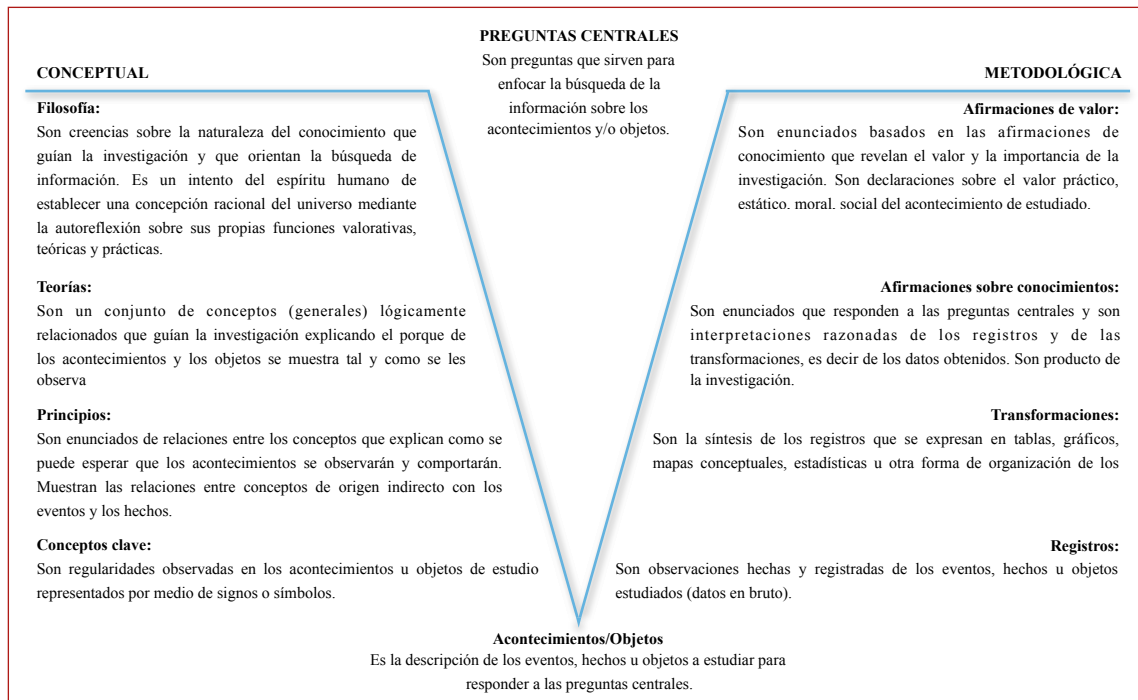 PREGUNTAS CENTRALES
Son preguntas que sirven para
enfocar la búsqueda de la
información sobre los
acontecimientos y/o objetos.
CONCEPTUAL
Filosofía:
Son creencias sobre la naturaleza del conocimiento que
guían la investigación y que orientan la búsqueda de
información. Es un intento del espíritu humano de
establecer una concepción racional del universo mediante
la autoreflexión sobre sus propias funciones valorativas,
teóricas y prácticas.
Teorías:
Son un conjunto de conceptos (generales) lógicamente
relacionados que guían la investigación explicando el porque
de los acontecimientos y los objetos se muestra tal y como se les
observa
Principios:
Son enunciados de relaciones entre los conceptos que explican como se
puede esperar que los acontecimientos se observarán y comportarán.
Muestran las relaciones entre conceptos de origen indirecto con los
eventos y los hechos.
Conceptos clave:
Son regularidades observadas en los acontecimientos u objetos de estudio
representados por medio de signos o símbolos.
METODOLÓGICA
Afirmaciones de valor:
Son enunciados basados en las afirmaciones de
conocimiento que revelan el valor y la importancia de la
investigación. Son declaraciones sobre el valor práctico,
estático. moral. social del acontecimiento de estudiado.
Afirmaciones sobre conocimientos:
Son enunciados que responden a las preguntas centrales y son
interpretaciones razonadas de los registros y de las
transformaciones, es decir de los datos obtenidos. Son producto de
la investigación.
Transformaciones:
Son la síntesis de los registros que se expresan en tablas, gráficos,
mapas conceptuales, estadísticas u otra forma de organización de los
Registros:
Son observaciones hechas y registradas de los eventos, hechos u objetos
estudiados (datos en bruto).
Acontecimientos/Objetos
Es la descripción de los eventos, hechos u objetos a estudiar para
responder a las preguntas centrales.